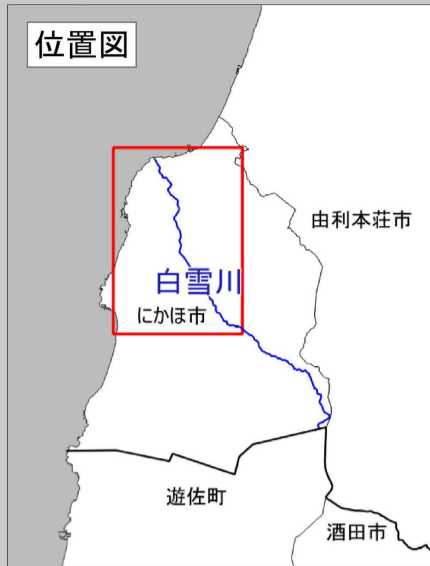 位置図
由利本荘市
白雪川
にかほ市
遊佐町
酒田市